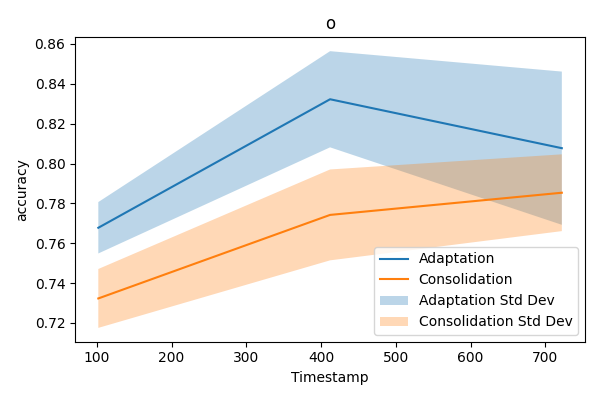 o
0.86
0.84
0.82
0.80
0.78
0.76
0.74
0.72
accuracy
Adaptation
Consolidation
Adaptation Std Dev
Consolidation Std Dev
100 200 300 400 500 600 700
Timestamp